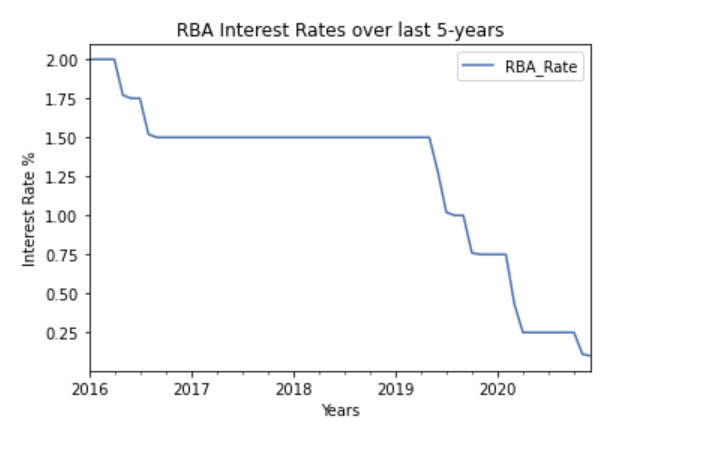 RBA Interest Rates over last 5-years
RBA_Rate
Interest Rate %
2.00
1.75
1.50
1.25
1.00
0.75
0.50
0.25
2016 2017 2018 2019 2020
Years